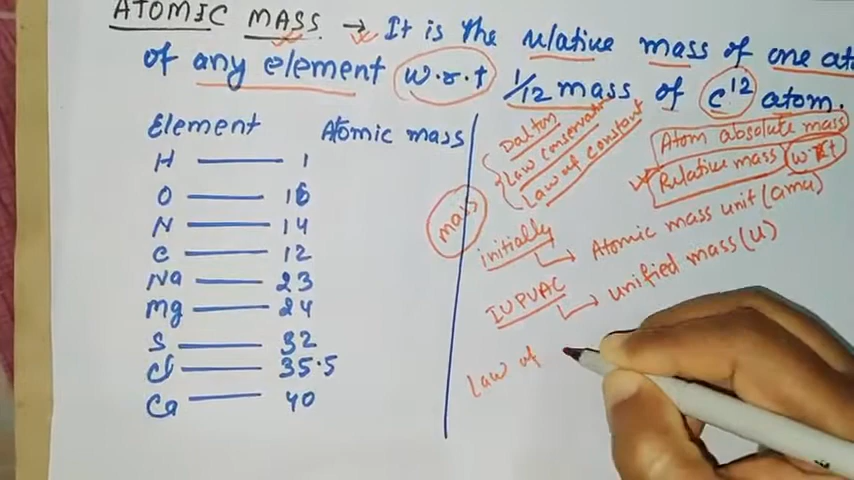 ATOMIC MASS → It is the relative mass of one ato
of any element w.r.t 1/12 mass of C12 atom.
Element Atomic mass
H — 1
O — 16
N — 14
C — 12
Na — 23
Mg — 24
S — 32
Cl — 35.5
Ca — 40
mass
Dalton
Law conservation
Law of constant
Atom absolute mass
Relative mass w.r.t
initially
Atomic mass unit (amu)
IUPUAC
unified mass (u)
Law of